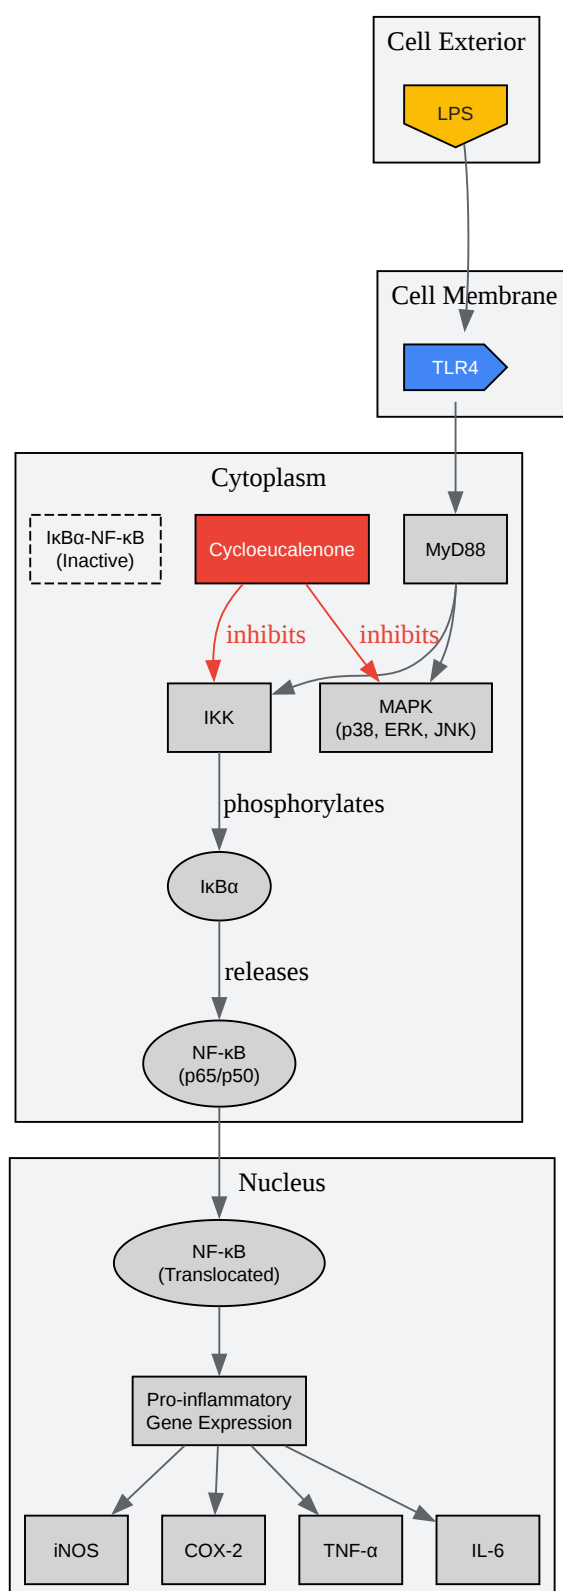 Cell Exterior
LPS
Cell Membrane
TLR4
Cytoplasm
IκBα-NF-κB
(Inactive)
Cycloeucalenone
MyD88
inhibits
inhibits
IKK
MAPK
(p38, ERK, JNK)
phosphorylates
IκBα
releases
NF-κB
(p65/p50)
Nucleus
NF-κB
(Translocated)
Pro-inflammatory
Gene Expression
iNOS
COX-2
TNF-α
IL-6